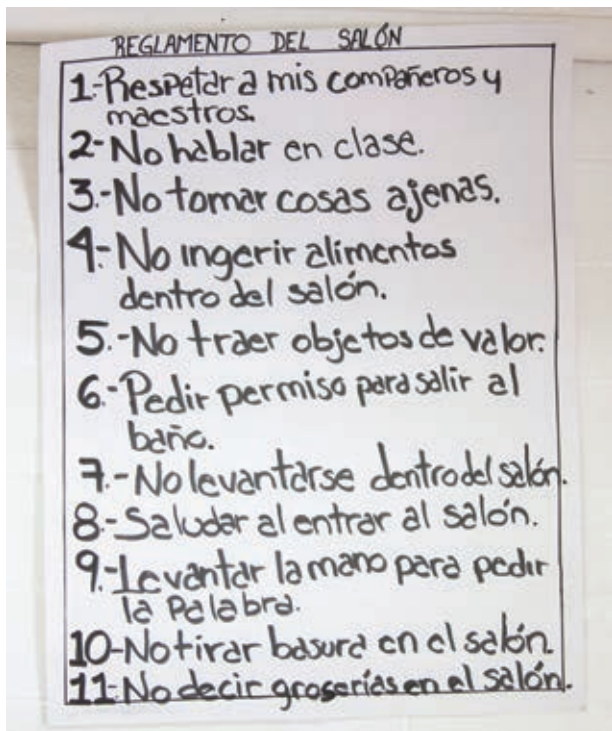 REGLAMENTO DEL SALÓN
1.-Respetar a mis compañeros y
maestros.
2-No hablar en clase.
3.-No tomar cosas ajenas.
4.-No ingerir alimentos
dentro del salón.
5.-No traer objetos de valor.
6.-Pedir permiso para salir al
baño.
7.-No levantarse dentro del salón.
8-Saludar al entrar al salón.
9.-Levantar la mano para pedir
la palabra.
10-No tirar basura en el salón.
11.-No decir groserías en el salón.